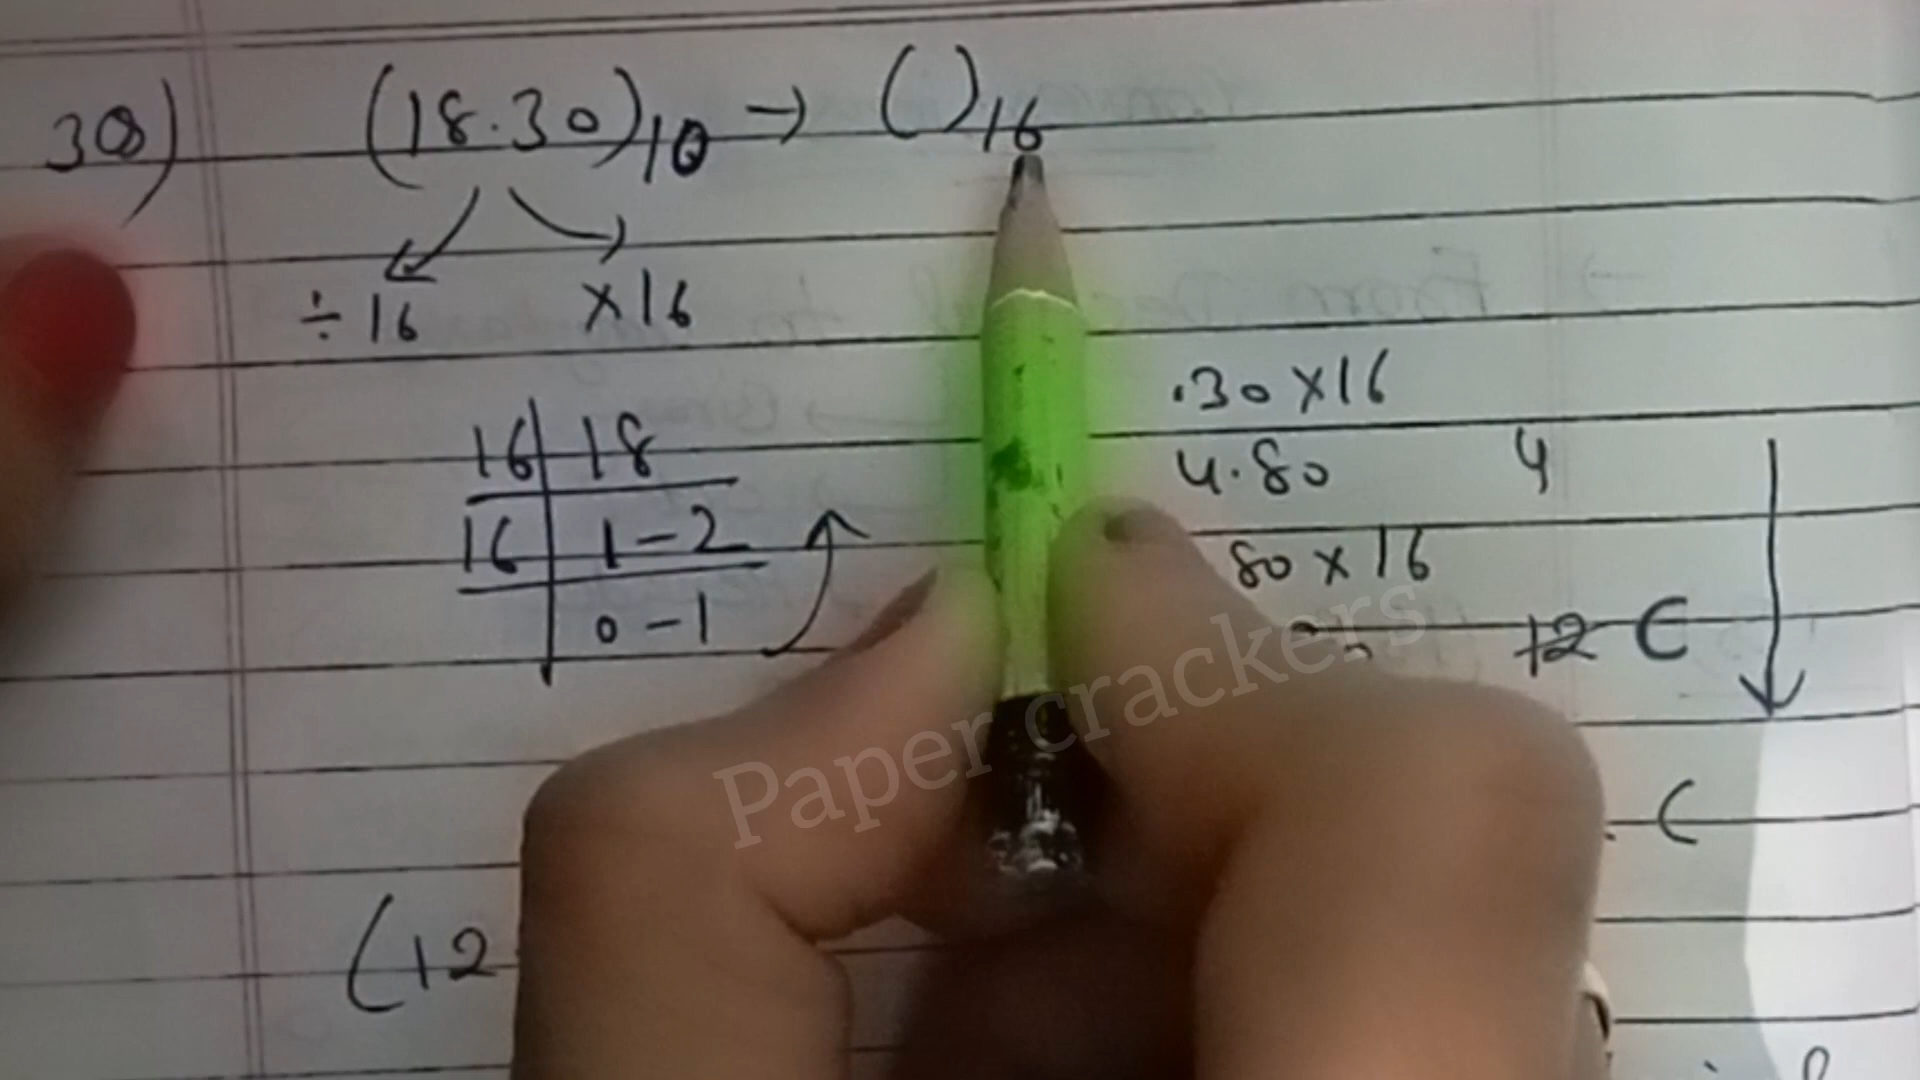 38) (18.30)10 → ( )16
÷16 ×16
16 | 18
16 | 1-2
0-1
.30×16
4.80 4
80×16
12 C
. C
(12
Paper crackers